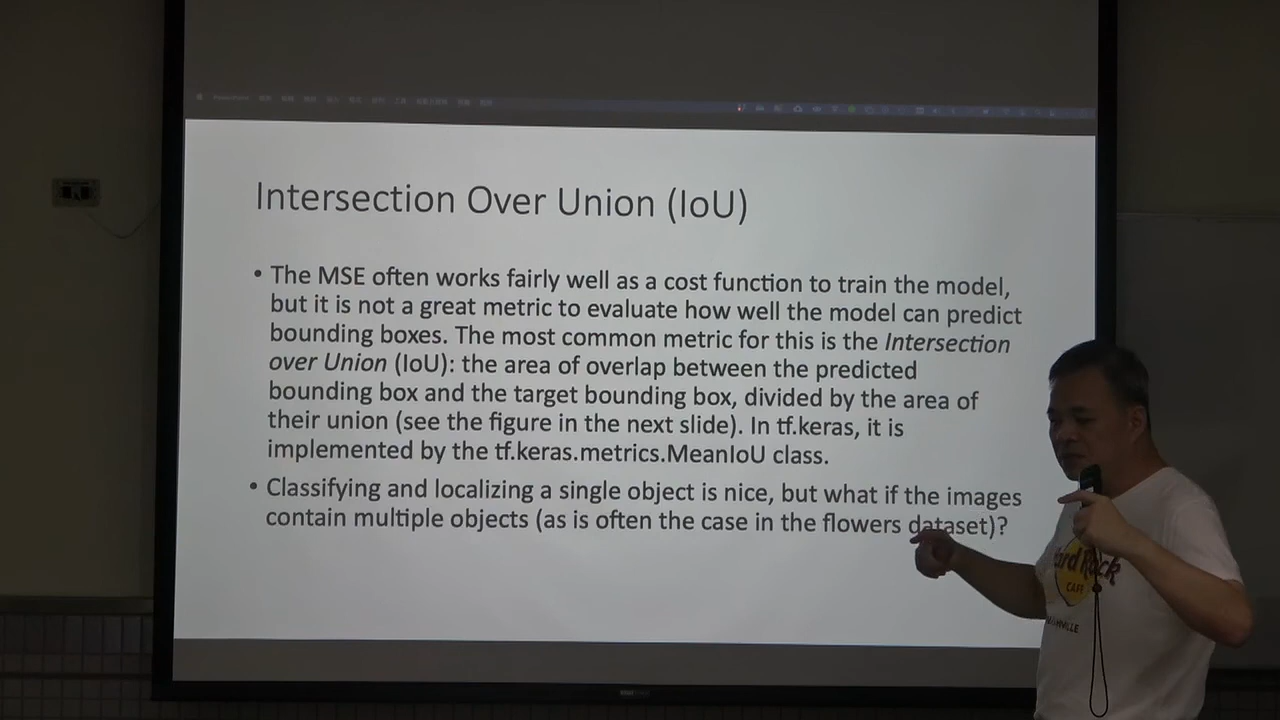 Intersection Over Union (IoU)
• The MSE often works fairly well as a cost function to train the model,
but it is not a great metric to evaluate how well the model can predict
bounding boxes. The most common metric for this is the Intersection
over Union (IoU): the area of overlap between the predicted
bounding box and the target bounding box, divided by the area of
their union (see the figure in the next slide). In tf.keras, it is
implemented by the tf.keras.metrics.MeanIoU class.
• Classifying and localizing a single object is nice, but what if the images
contain multiple objects (as is often the case in the flowers dataset)?
Rock
CAFE